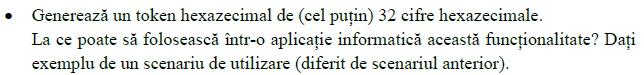 • Generează un token hexazecimal de (cel puțin) 32 cifre hexazecimale.
La ce poate să folosească într-o aplicație informatică această funcționalitate? Dați
exemplu de un scenariu de utilizare (diferit de scenariul anterior).